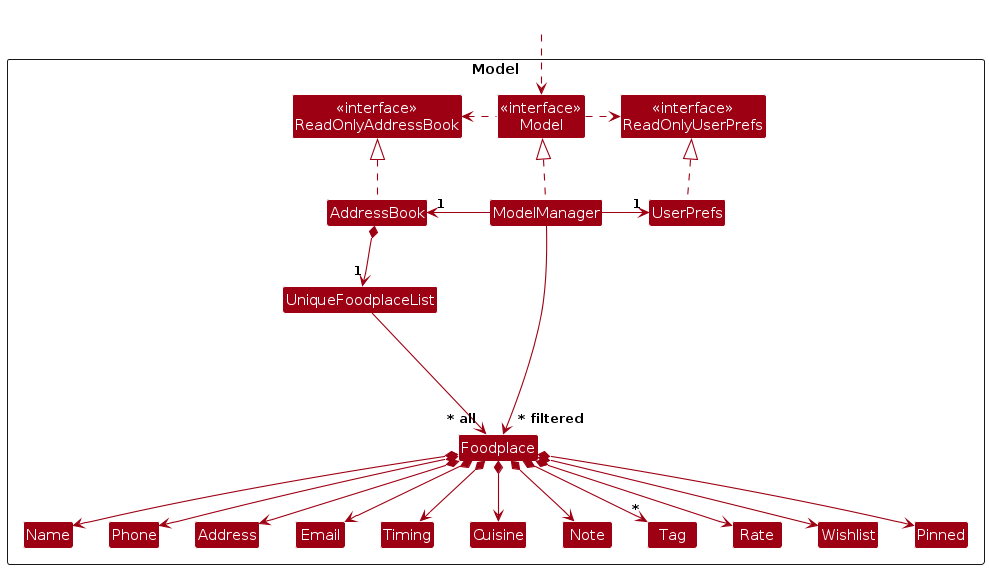 Model
«interface»
ReadOnlyAddressBook
«interface»
Model
«interface»
ReadOnlyUserPrefs
AddressBook
1
ModelManager
1
UserPrefs
1
UniqueFoodplaceList
* all
* filtered
Foodplace
*
Name
Phone
Address
Email
Timing
Cuisine
Note
Tag
Rate
Wishlist
Pinned